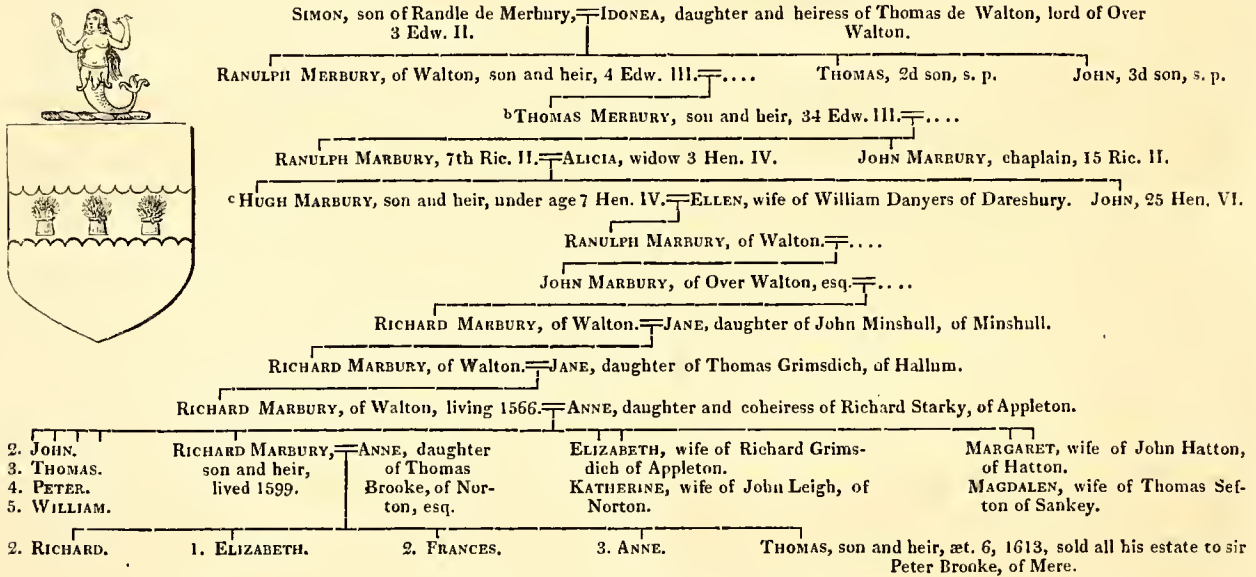 SIMON, son of Randle de Merbury, IDONEA, daughter and heiress of Thomas de Walton, lord of Over
3 Edw. II. Walton.
RANULPH MERBURY, of Walton, son and heir, 4 Edw. III. .... THOMAS, 2d son, s. p. JOHN, 3d son, s. p.
b THOMAS MERBURY, son and heir, 34 Edw. III. ....
RANULPH MARBURY, 7th Ric. II. ALICIA, widow 3 Hen. IV. JOHN MARBURY, chaplain, 15 Ric. II.
c HUGH MARBURY, son and heir, under age 7 Hen. IV. ELLEN, wife of William Danyers of Daresbury. JOHN, 25 Hen. VI.
RANULPH MARBURY, of Walton. ....
JOHN MARBURY, of Over Walton, esq. ....
RICHARD MARBURY, of Walton. JANE, daughter of John Minshull, of Minshull.
RICHARD MARBURY, of Walton. JANE, daughter of Thomas Grimsdich, of Hallum.
RICHARD MARBURY, of Walton, living 1566. ANNE, daughter and coheiress of Richard Starky, of Appleton.
2. JOHN.
3. THOMAS.
4. PETER.
5. WILLIAM.
RICHARD MARBURY,
son and heir,
lived 1599.
ANNE, daughter
of Thomas
Brooke, of Nor-
ton, esq.
ELIZABETH, wife of Richard Grims-
dich of Appleton.
KATHERINE, wife of John Leigh, of
Norton.
MARGARET, wife of John Hatton,
of Hatton.
MAGDALEN, wife of Thomas Sef-
ton of Sankey.
2. RICHARD. 1. ELIZABETH. 2. FRANCES. 3. ANNE. THOMAS, son and heir, æt. 6, 1613, sold all his estate to sir
Peter Brooke, of Mere.